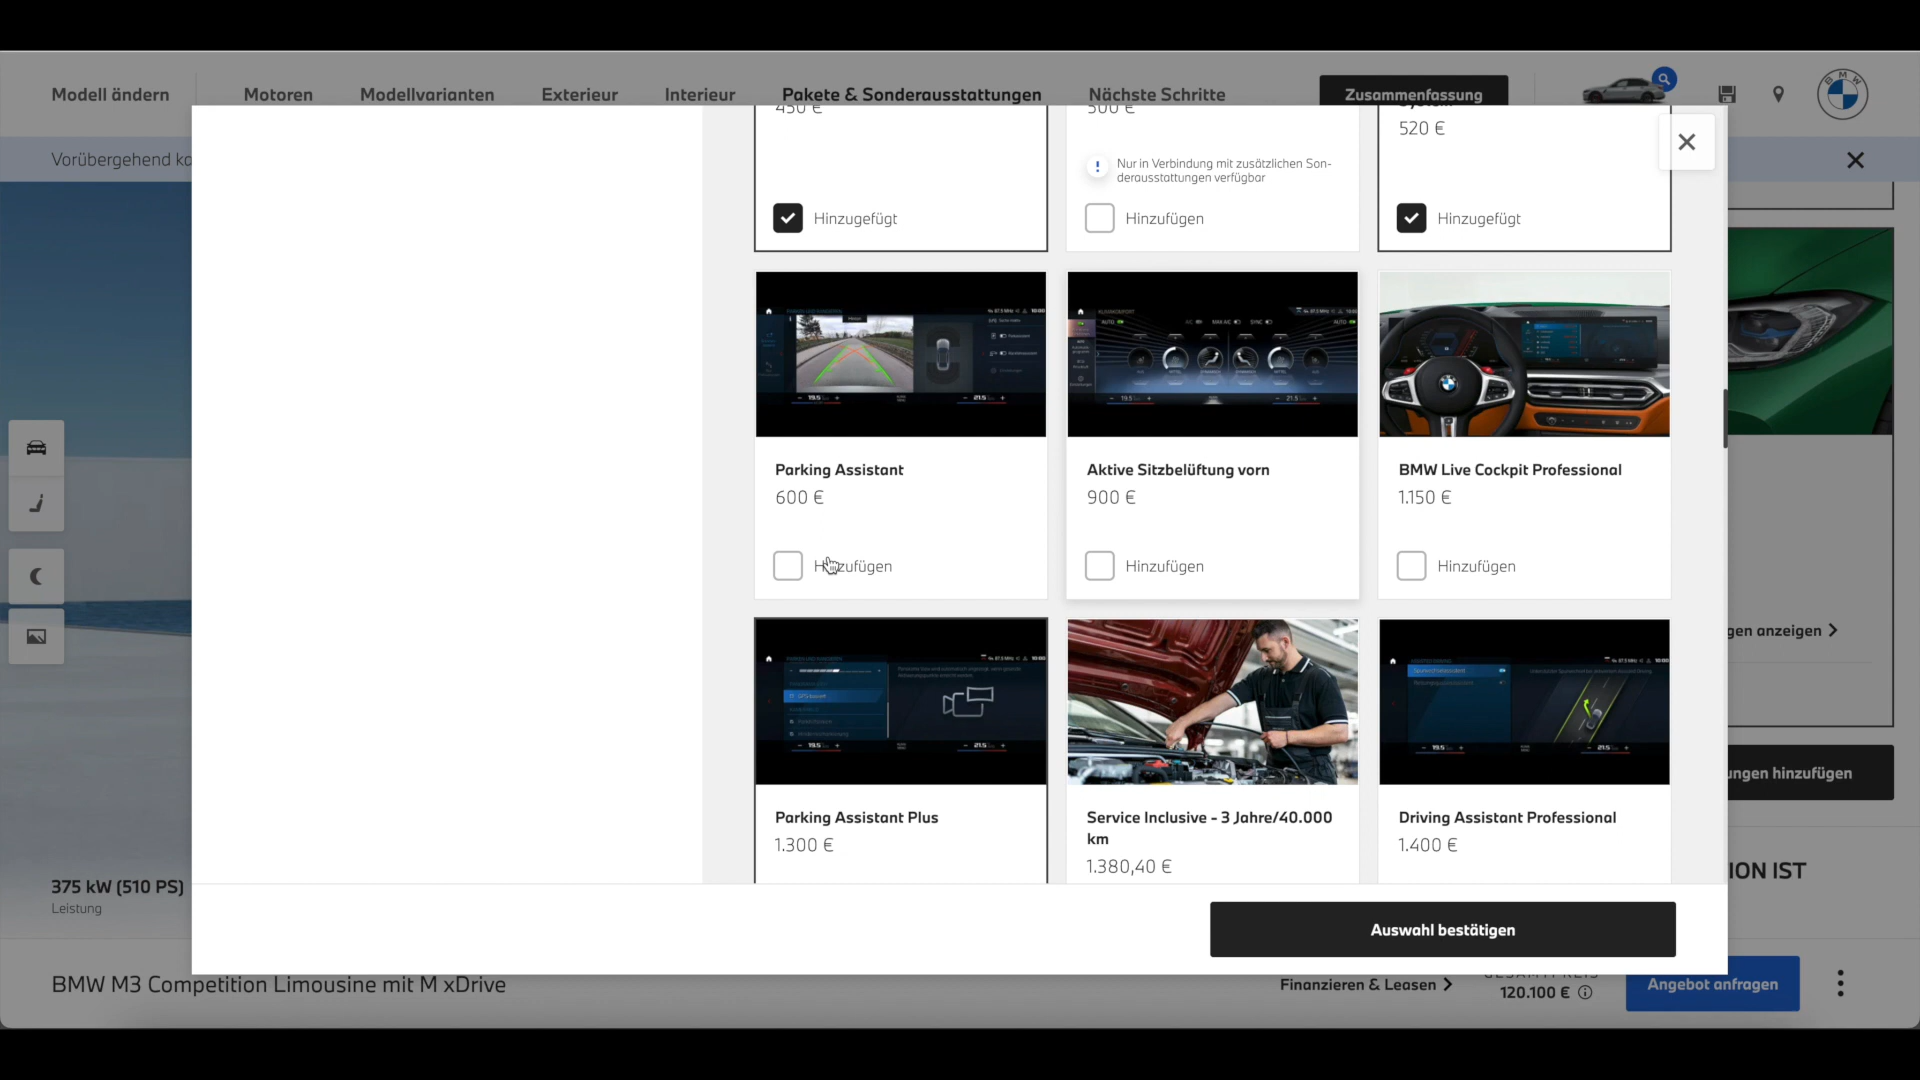 Modell ändern
Motoren
Modellvarianten
Exterieur
Interieur
Pakete & Sonderausstattungen
Nächste Schritte
Zusammenfassung
Vorübergehend
450 €
500 €
520 €
Nur in Verbindung mit zusätzlichen Son-
derausstattungen verfügbar
Hinzugefügt
Hinzufügen
Hinzugefügt
Parking Assistant
600 €
Hinzufügen
Aktive Sitzbelüftung vorn
900 €
Hinzufügen
BMW Live Cockpit Professional
1.150 €
Hinzufügen
Parking Assistant Plus
1.300 €
Service Inclusive - 3 Jahre/40.000
km
1.380,40 €
Driving Assistant Professional
1.400 €
gen anzeigen
ungen hinzufügen
ION IST
375 kW (510 PS)
Leistung
Auswahl bestätigen
BMW M3 Competition Limousine mit M xDrive
Finanzieren & Leasen
120.100 €
Angebot anfragen